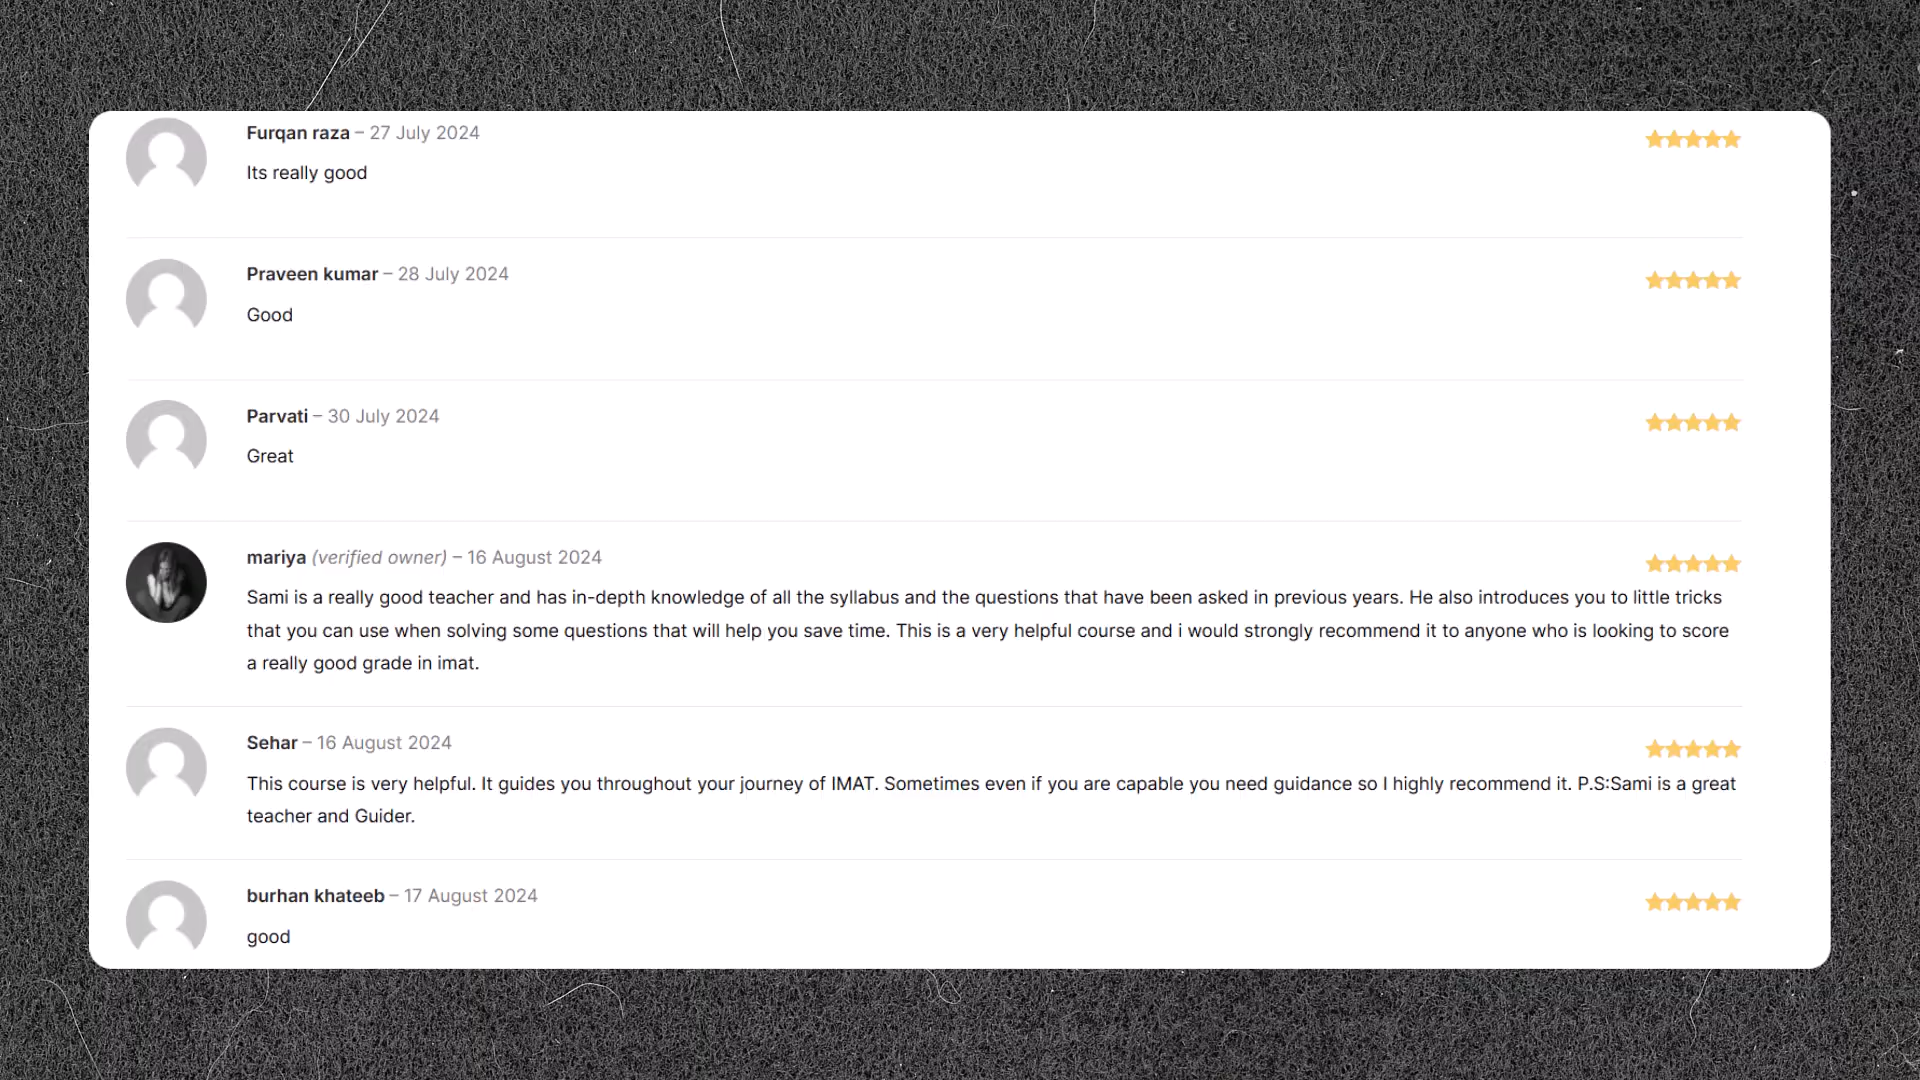 Furqan raza – 27 July 2024
Its really good
Praveen kumar – 28 July 2024
Good
Parvati – 30 July 2024
Great
mariya (verified owner) – 16 August 2024
Sami is a really good teacher and has in-depth knowledge of all the syllabus and the questions that have been asked in previous years. He also introduces you to little tricks
that you can use when solving some questions that will help you save time. This is a very helpful course and i would strongly recommend it to anyone who is looking to score
a really good grade in imat.
Sehar – 16 August 2024
This course is very helpful. It guides you throughout your journey of IMAT. Sometimes even if you are capable you need guidance so I highly recommend it. P.S:Sami is a great
teacher and Guider.
burhan khateeb – 17 August 2024
good